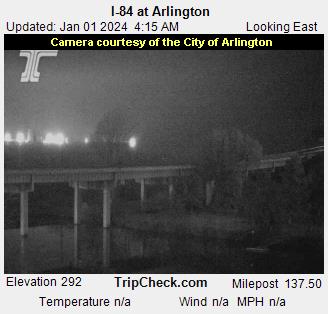 I-84 at Arlington
Updated: Jan 01 2024 4:15 AM Looking East
Camera courtesy of the City of Arlington
Elevation 292 TripCheck.com Milepost 137.50
Temperature n/a Wind n/a MPH n/a